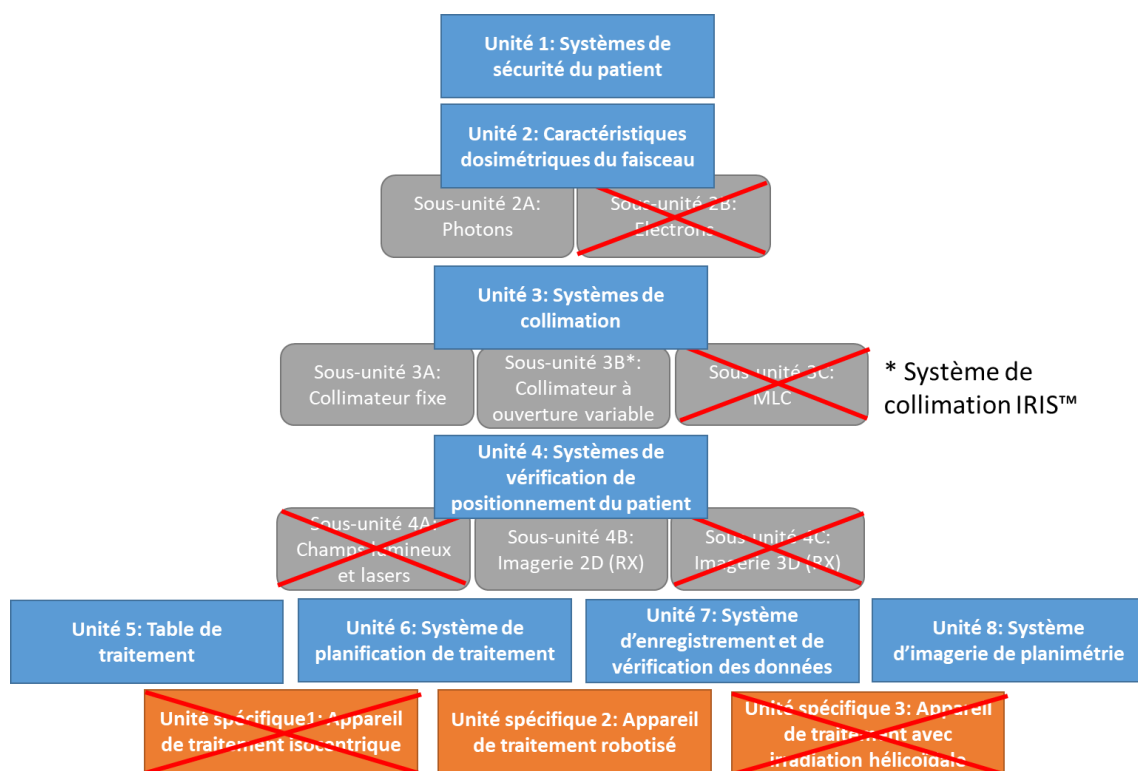 Unité 1: Systèmes de
sécurité du patient
Unité 2: Caractéristiques
dosimétriques du faisceau
Sous-unité 2A:
Photons
Sous-unité 2B:
Electrons
Unité 3: Systèmes de
collimation
Sous-unité 3A:
Collimateur fixe
Sous-unité 3B*:
Collimateur à
ouverture variable
Sous-unité 3C:
MLC
* Système de
collimation IRIS™
Unité 4: Systèmes de
vérification de
positionnement du patient
Sous-unité 4A:
Champs lumineux
et lasers
Sous-unité 4B:
Imagerie 2D (RX)
Sous-unité 4C:
Imagerie 3D (RX)
Unité 5: Table de
traitement
Unité 6: Système de
planification de traitement
Unité 7: Système
d'enregistrement et de
vérification des données
Unité 8: Système
d'imagerie de planimétrie
Unité spécifique1: Appareil
de traitement isocentrique
Unité spécifique 2: Appareil
de traitement robotisé
Unité spécifique 3: Appareil
de traitement avec
irradiation hélicoïdale